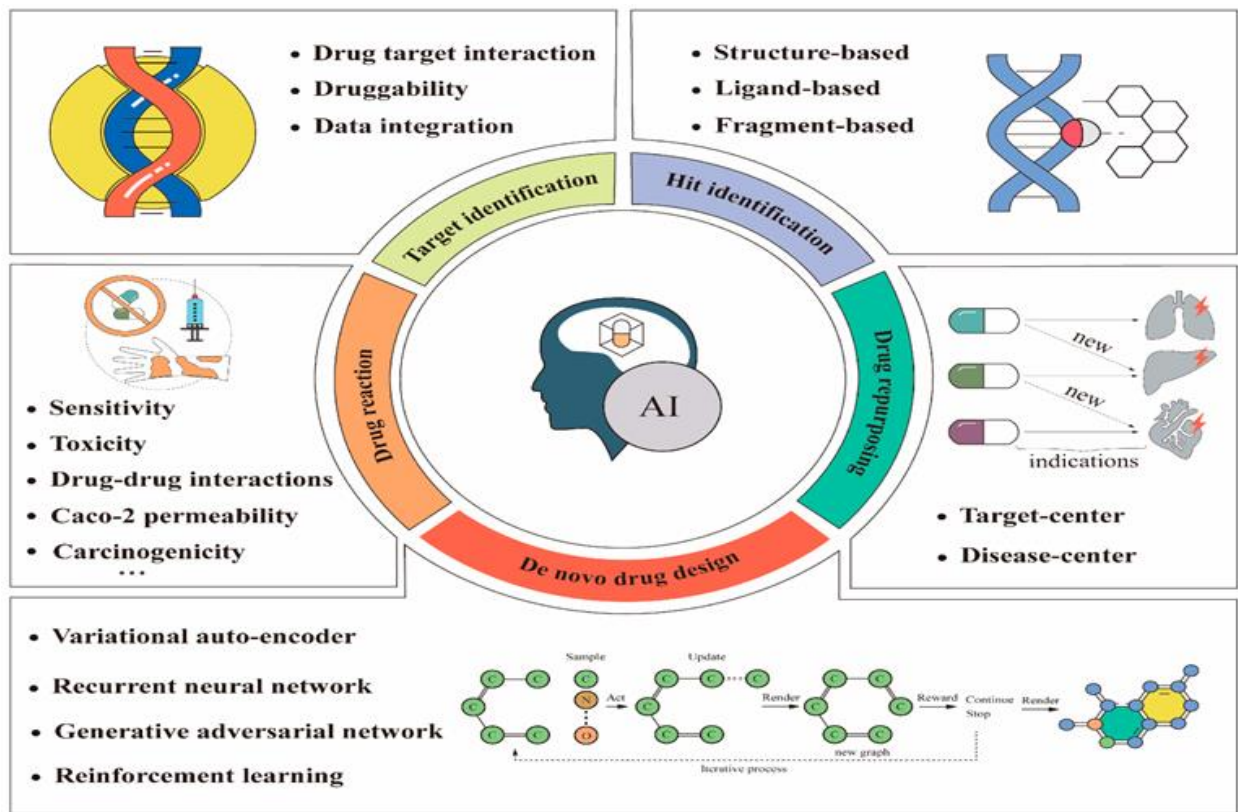 Drug target interaction
Druggability
Data integration
Structure-based
Ligand-based
Fragment-based
Target identification
Hit identification
Drug reaction
Drug repurposing
De novo drug design
AI
Sensitivity
Toxicity
Drug-drug interactions
Caco-2 permeability
Carcinogenicity
...
new
new
indications
Target-center
Disease-center
Variational auto-encoder
Recurrent neural network
Generative adversarial network
Reinforcement learning
Sample
Update
C C C C C C
N
O
Act
C C C C C C
Render
C C C C C C
new graph
Reward
Continue
Stop
Render
Iterative process